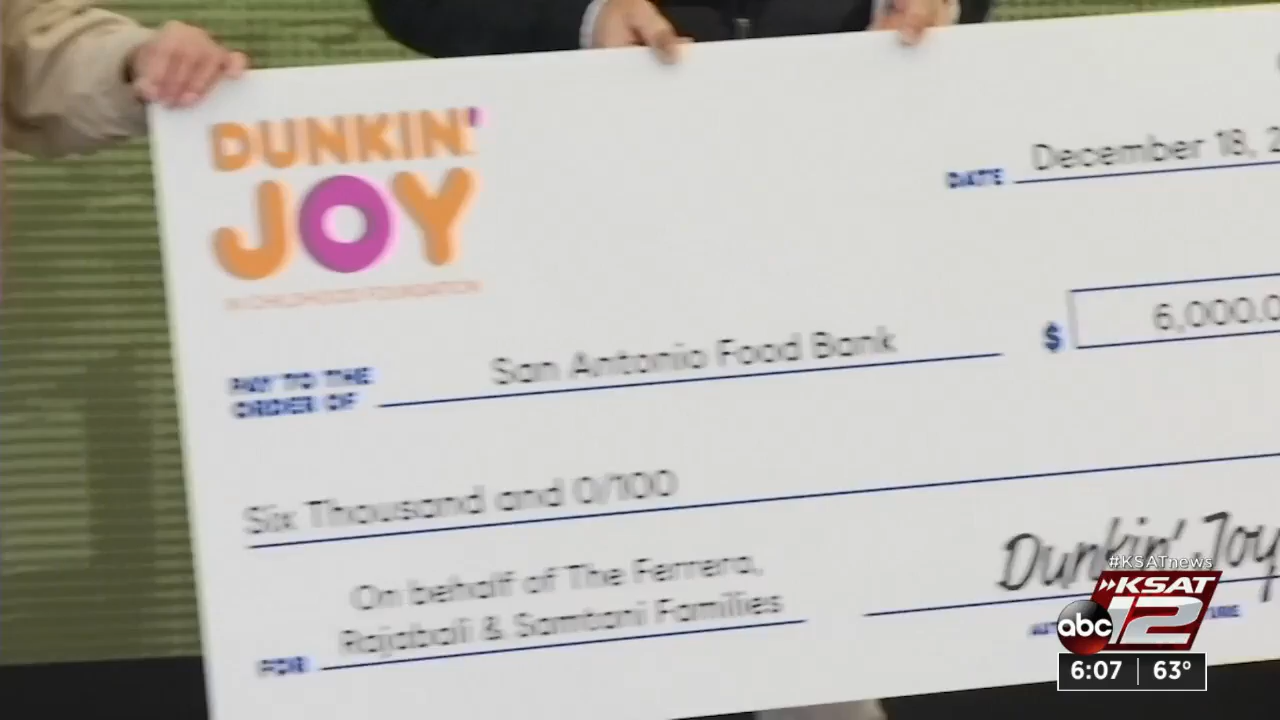 DUNKIN'
JOY
CHILDHOOD FOUNDATION
DATE December 18, 2
PAY TO THE
ORDER OF San Antonio Food Bank
$ 6,000.0
Six Thousand and 0/100
On behalf of The Ferrera,
FOR Rajabali & Samtani Families
Dunkin' Joy
#KSATnews
KSAT
abc 12
6:07 63°